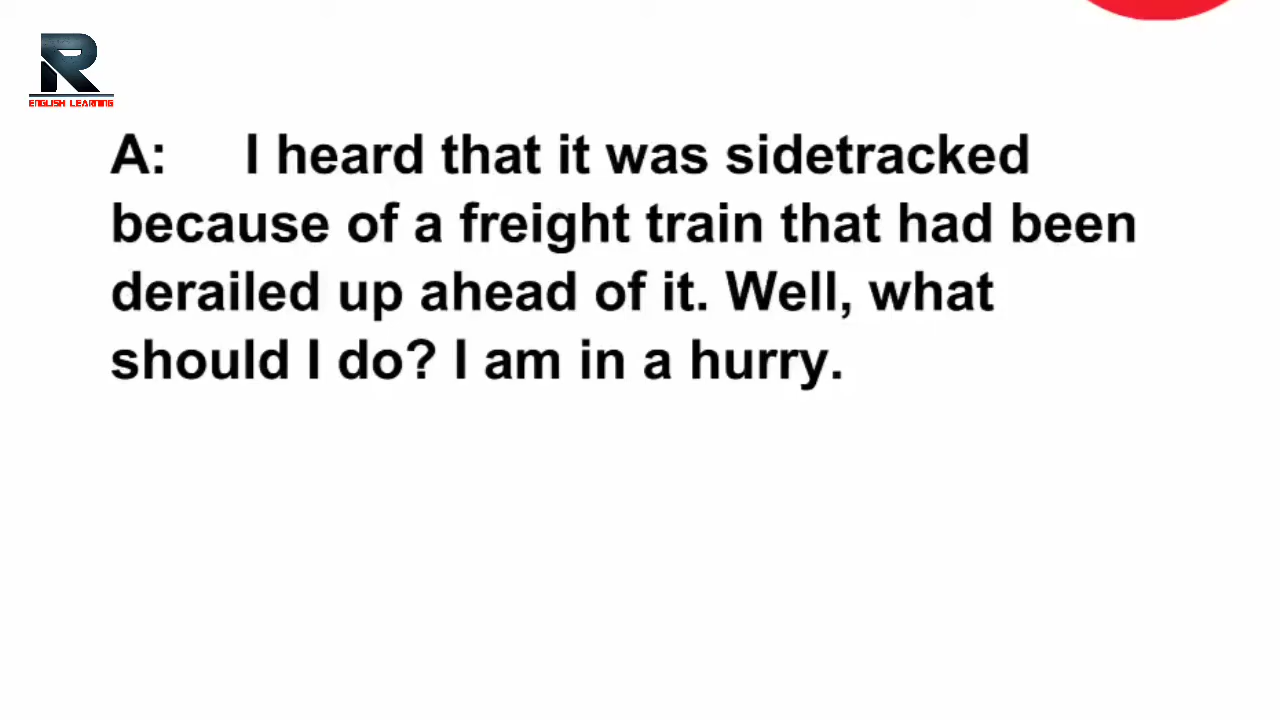 R
ENGLISH LEARNING
A: I heard that it was sidetracked
because of a freight train that had been
derailed up ahead of it. Well, what
should I do? I am in a hurry.